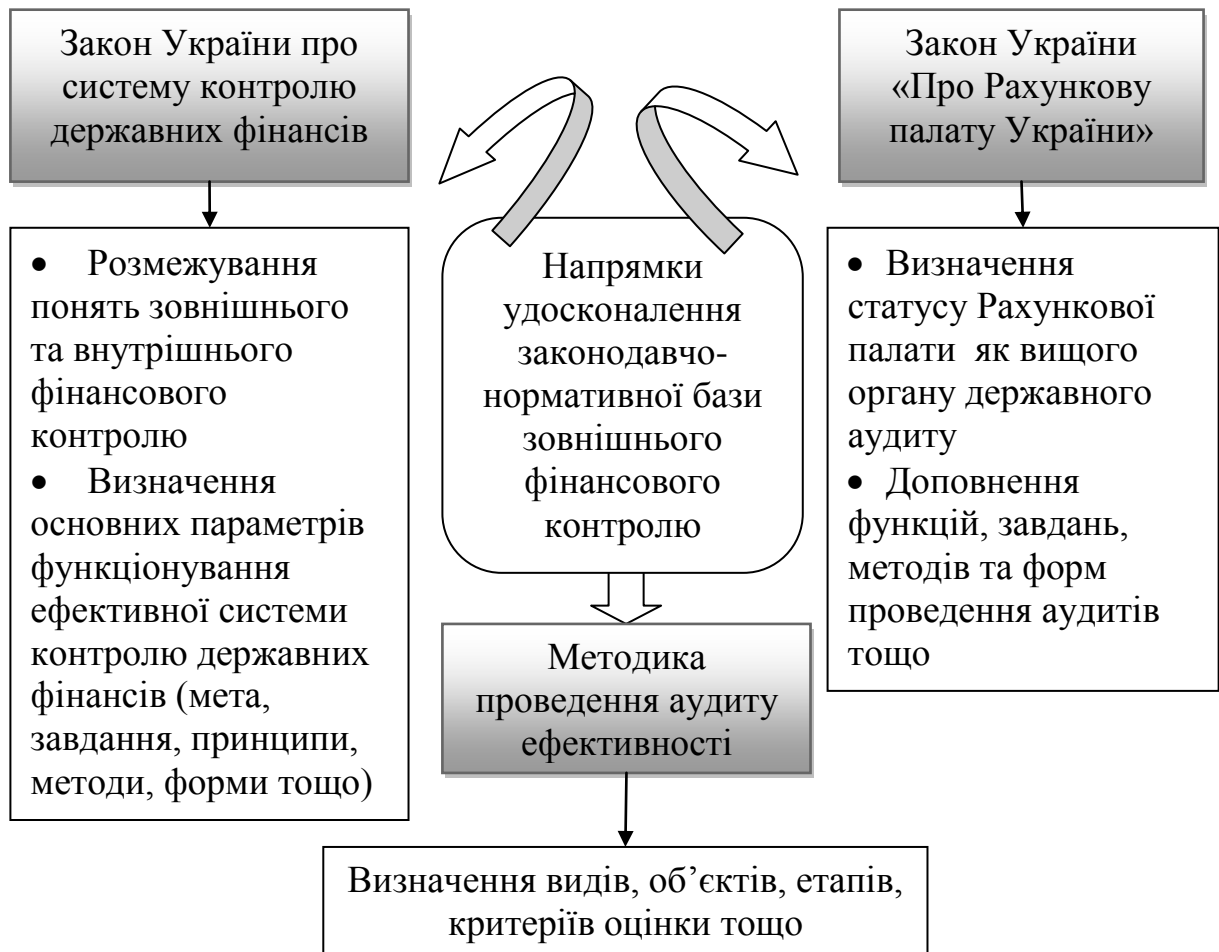 Закон України про
систему контролю
державних фінансів
• Розмежування
понять зовнішнього
та внутрішнього
фінансового
контролю
• Визначення
основних параметрів
функціонування
ефективної системи
контролю державних
фінансів (мета,
завдання, принципи,
методи, форми тощо)
Напрямки
удосконалення
законодавчо-
нормативної бази
зовнішнього
фінансового
контролю
Методика
проведення аудиту
ефективності
Визначення видів, об’єктів, етапів,
критеріїв оцінки тощо
Закон України
«Про Рахункову
палату України»
• Визначення
статусу Рахункової
палати як вищого
органу державного
аудиту
• Доповнення
функцій, завдань,
методів та форм
проведення аудитів
тощо